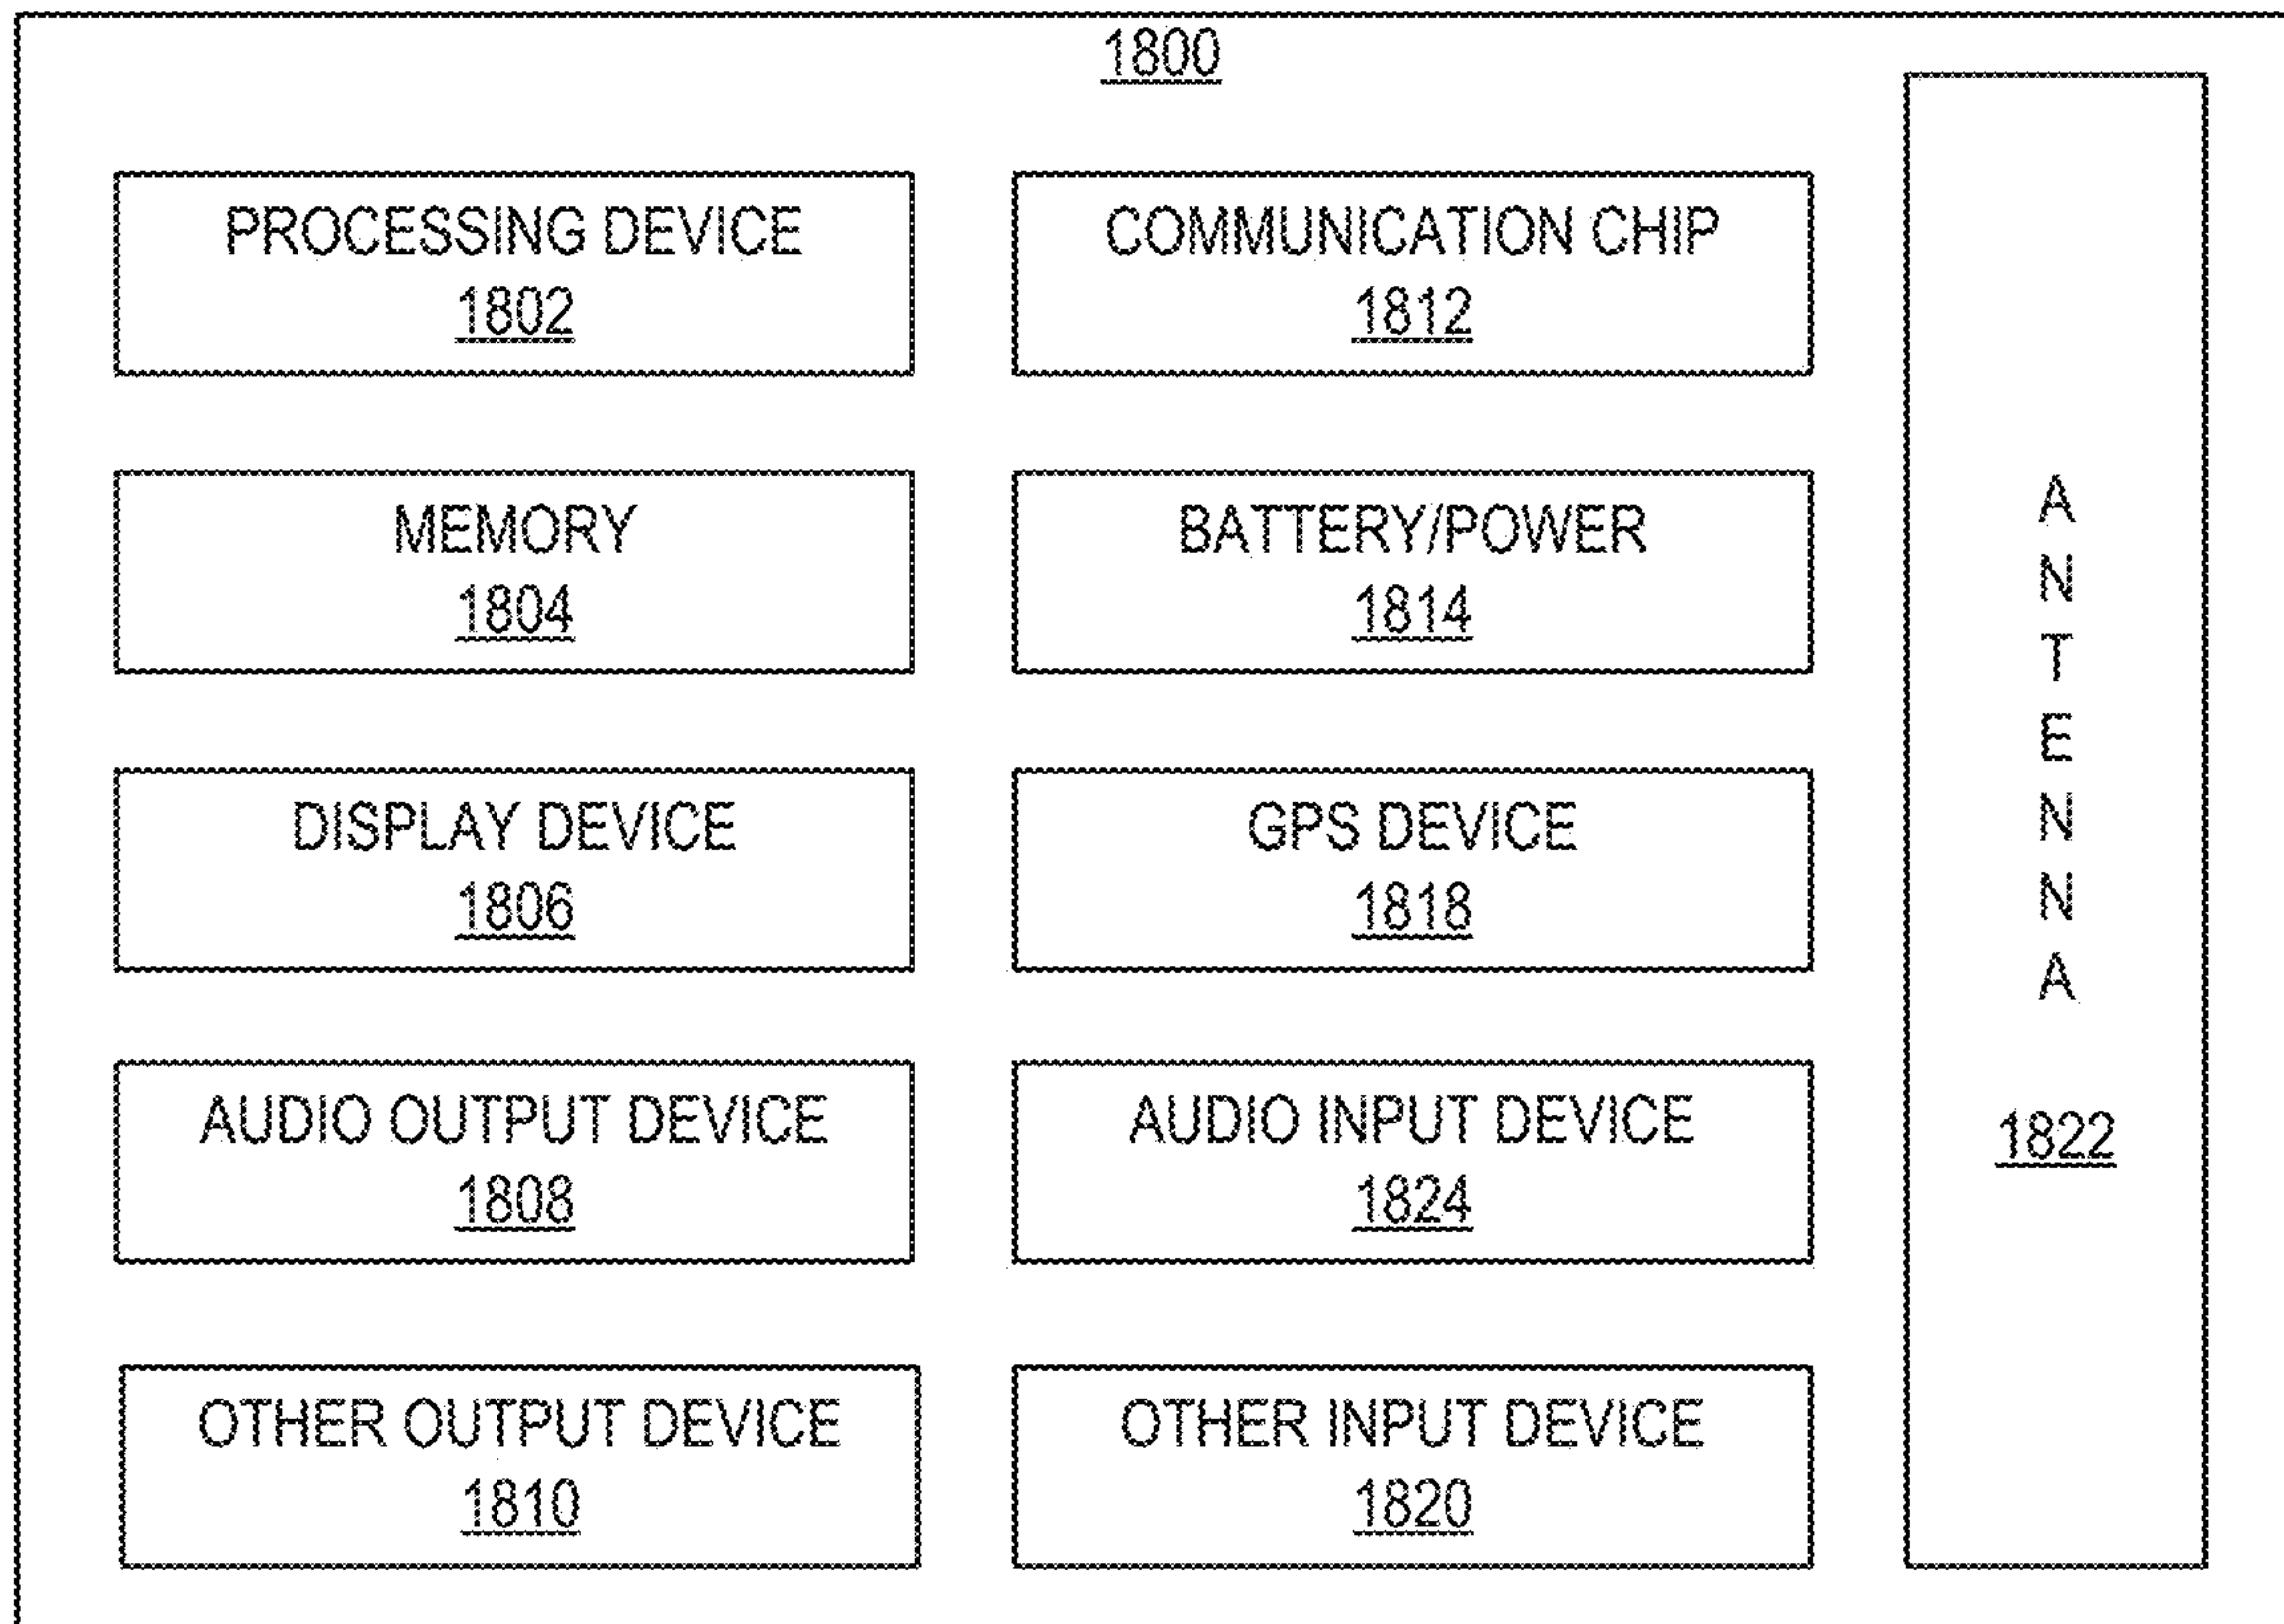 1800
PROCESSING DEVICE
1802
COMMUNICATION CHIP
1812
MEMORY
1804
BATTERY/POWER
1814
DISPLAY DEVICE
1806
GPS DEVICE
1818
AUDIO OUTPUT DEVICE
1808
AUDIO INPUT DEVICE
1824
OTHER OUTPUT DEVICE
1810
OTHER INPUT DEVICE
1820
ANTENNA
1822